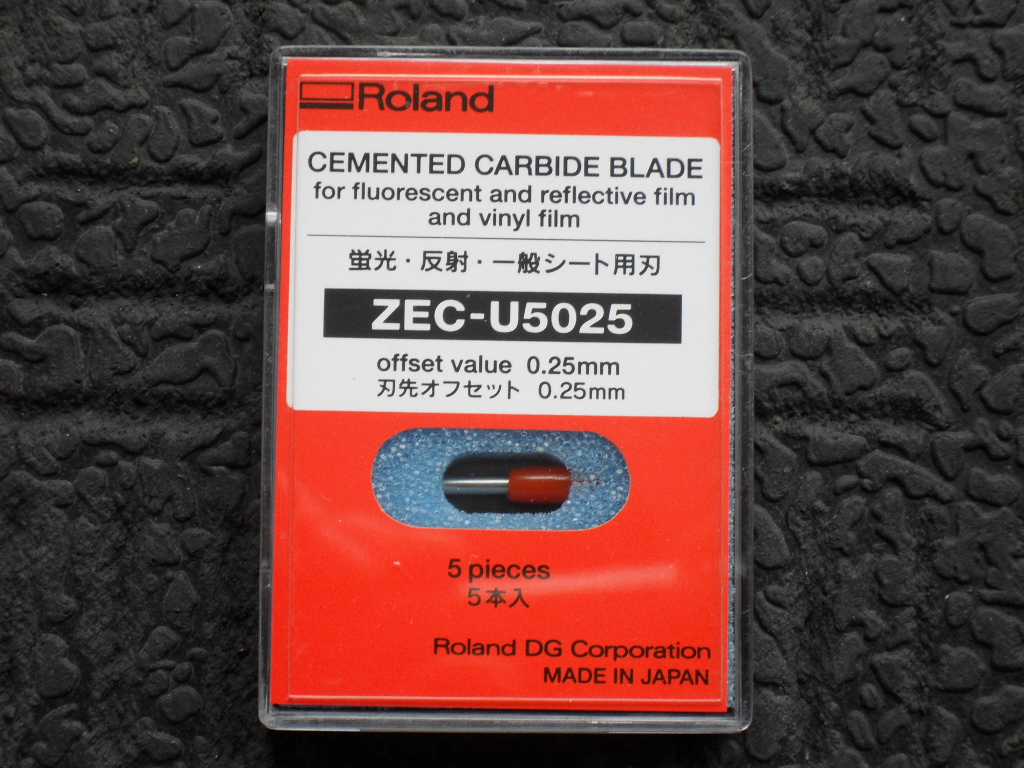 Roland
CEMENTED CARBIDE BLADE
for fluorescent and reflective film
and vinyl film
蛍光・反射・一般シート用刃
ZEC-U5025
offset value 0.25mm
刃先オフセット 0.25mm
5 pieces
5本入
Roland DG Corporation
MADE IN JAPAN